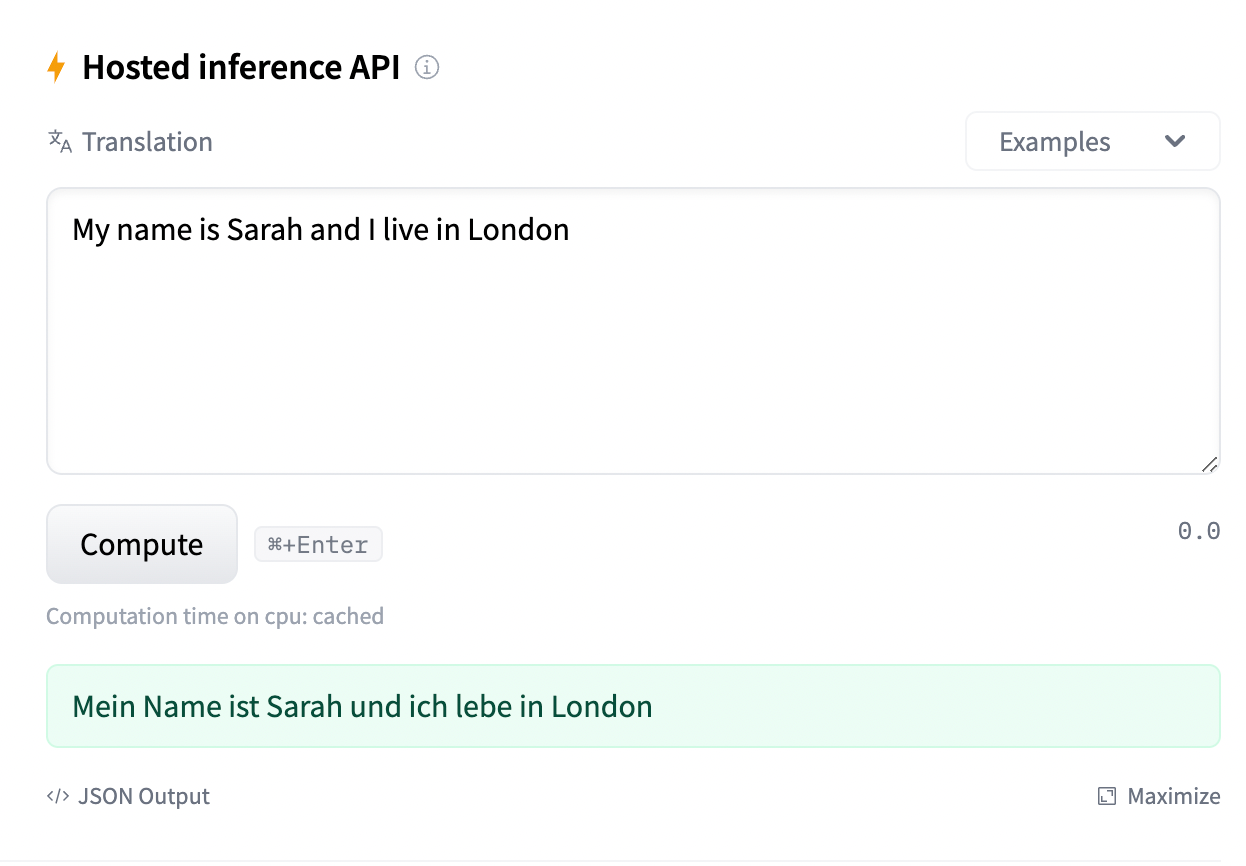 Hosted inference API
Translation
Examples
My name is Sarah and I live in London
Compute
⌘+Enter
0.0
Computation time on cpu: cached
Mein Name ist Sarah und ich lebe in London
</> JSON Output
Maximize